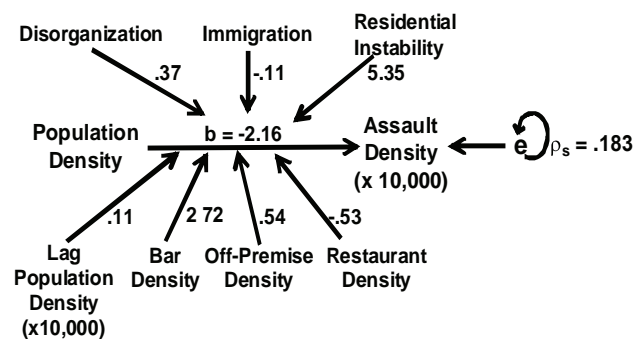 Disorganization
Immigration
Residential
Instability
.37
-.11
5.35
Population
Density
b = -2.16
Assault
Density
(x 10,000)
e
ρs = .183
.11
2 72
.54
-.53
Lag
Population
Density
(x10,000)
Bar
Density
Off-Premise
Density
Restaurant
Density